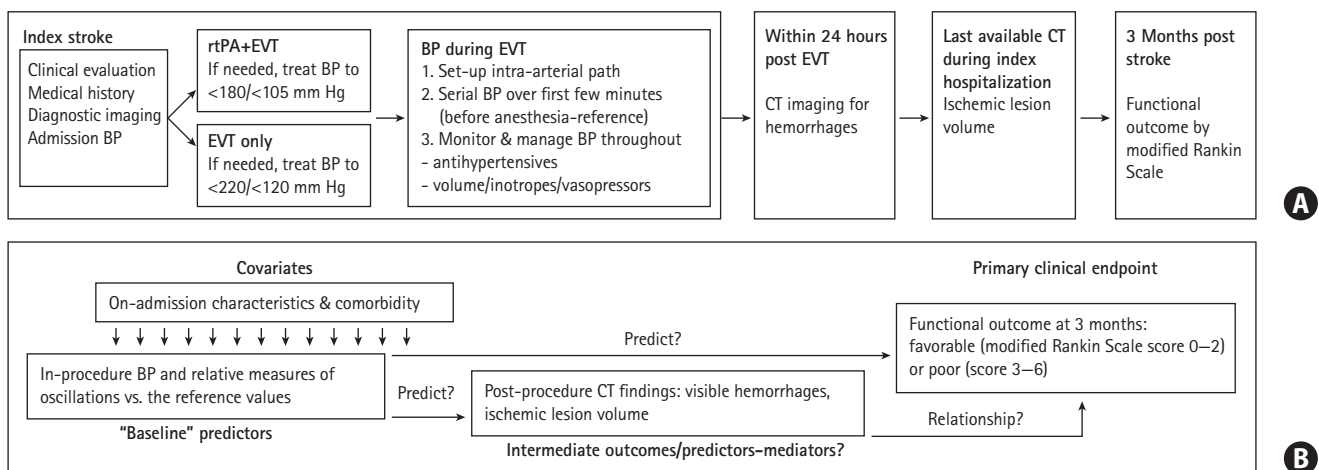 Index stroke
Clinical evaluation
Medical history
Diagnostic imaging
Admission BP
rtPA+EVT
If needed, treat BP to
<180/<105 mm Hg
EVT only
If needed, treat BP to
<220/<120 mm Hg
BP during EVT
1. Set-up intra-arterial path
2. Serial BP over first few minutes
(before anesthesia-reference)
3. Monitor & manage BP throughout
- antihypertensives
- volume/inotropes/vasopressors
Within 24 hours
post EVT
CT imaging for
hemorrhages
Last available CT
during index
hospitalization
Ischemic lesion
volume
3 Months post
stroke
Functional
outcome by
modified Rankin
Scale
A
Covariates
On-admission characteristics & comorbidity
In-procedure BP and relative measures of
oscillations vs. the reference values
"Baseline" predictors
Predict?
Predict?
Post-procedure CT findings: visible hemorrhages,
ischemic lesion volume
Intermediate outcomes/predictors-mediators?
Primary clinical endpoint
Functional outcome at 3 months:
favorable (modified Rankin Scale score 0–2)
or poor (score 3–6)
Relationship?
B